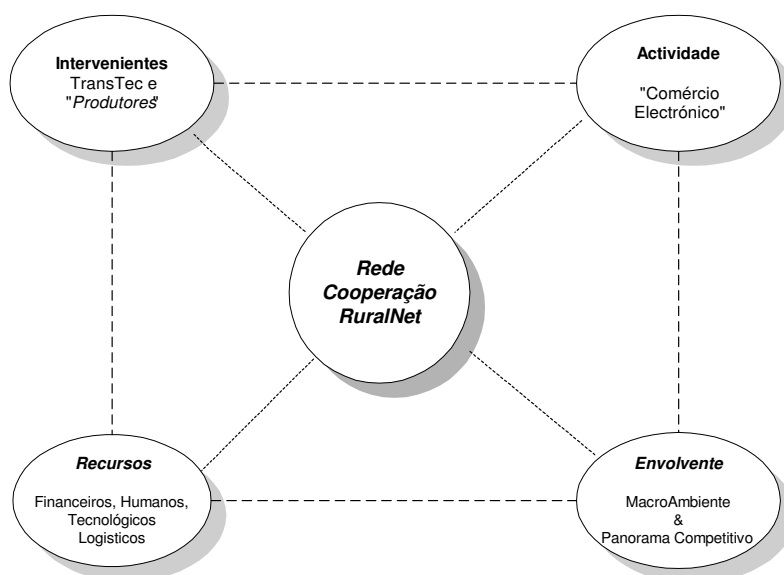 Intervenientes
TransTec e
"Produtores"
Actividade
"Comércio
Electrónico"
Rede
Cooperação
RuralNet
Recursos
Financeiros, Humanos,
Tecnológicos
Logisticos
Envolvente
MacroAmbiente
&
Panorama Competitivo